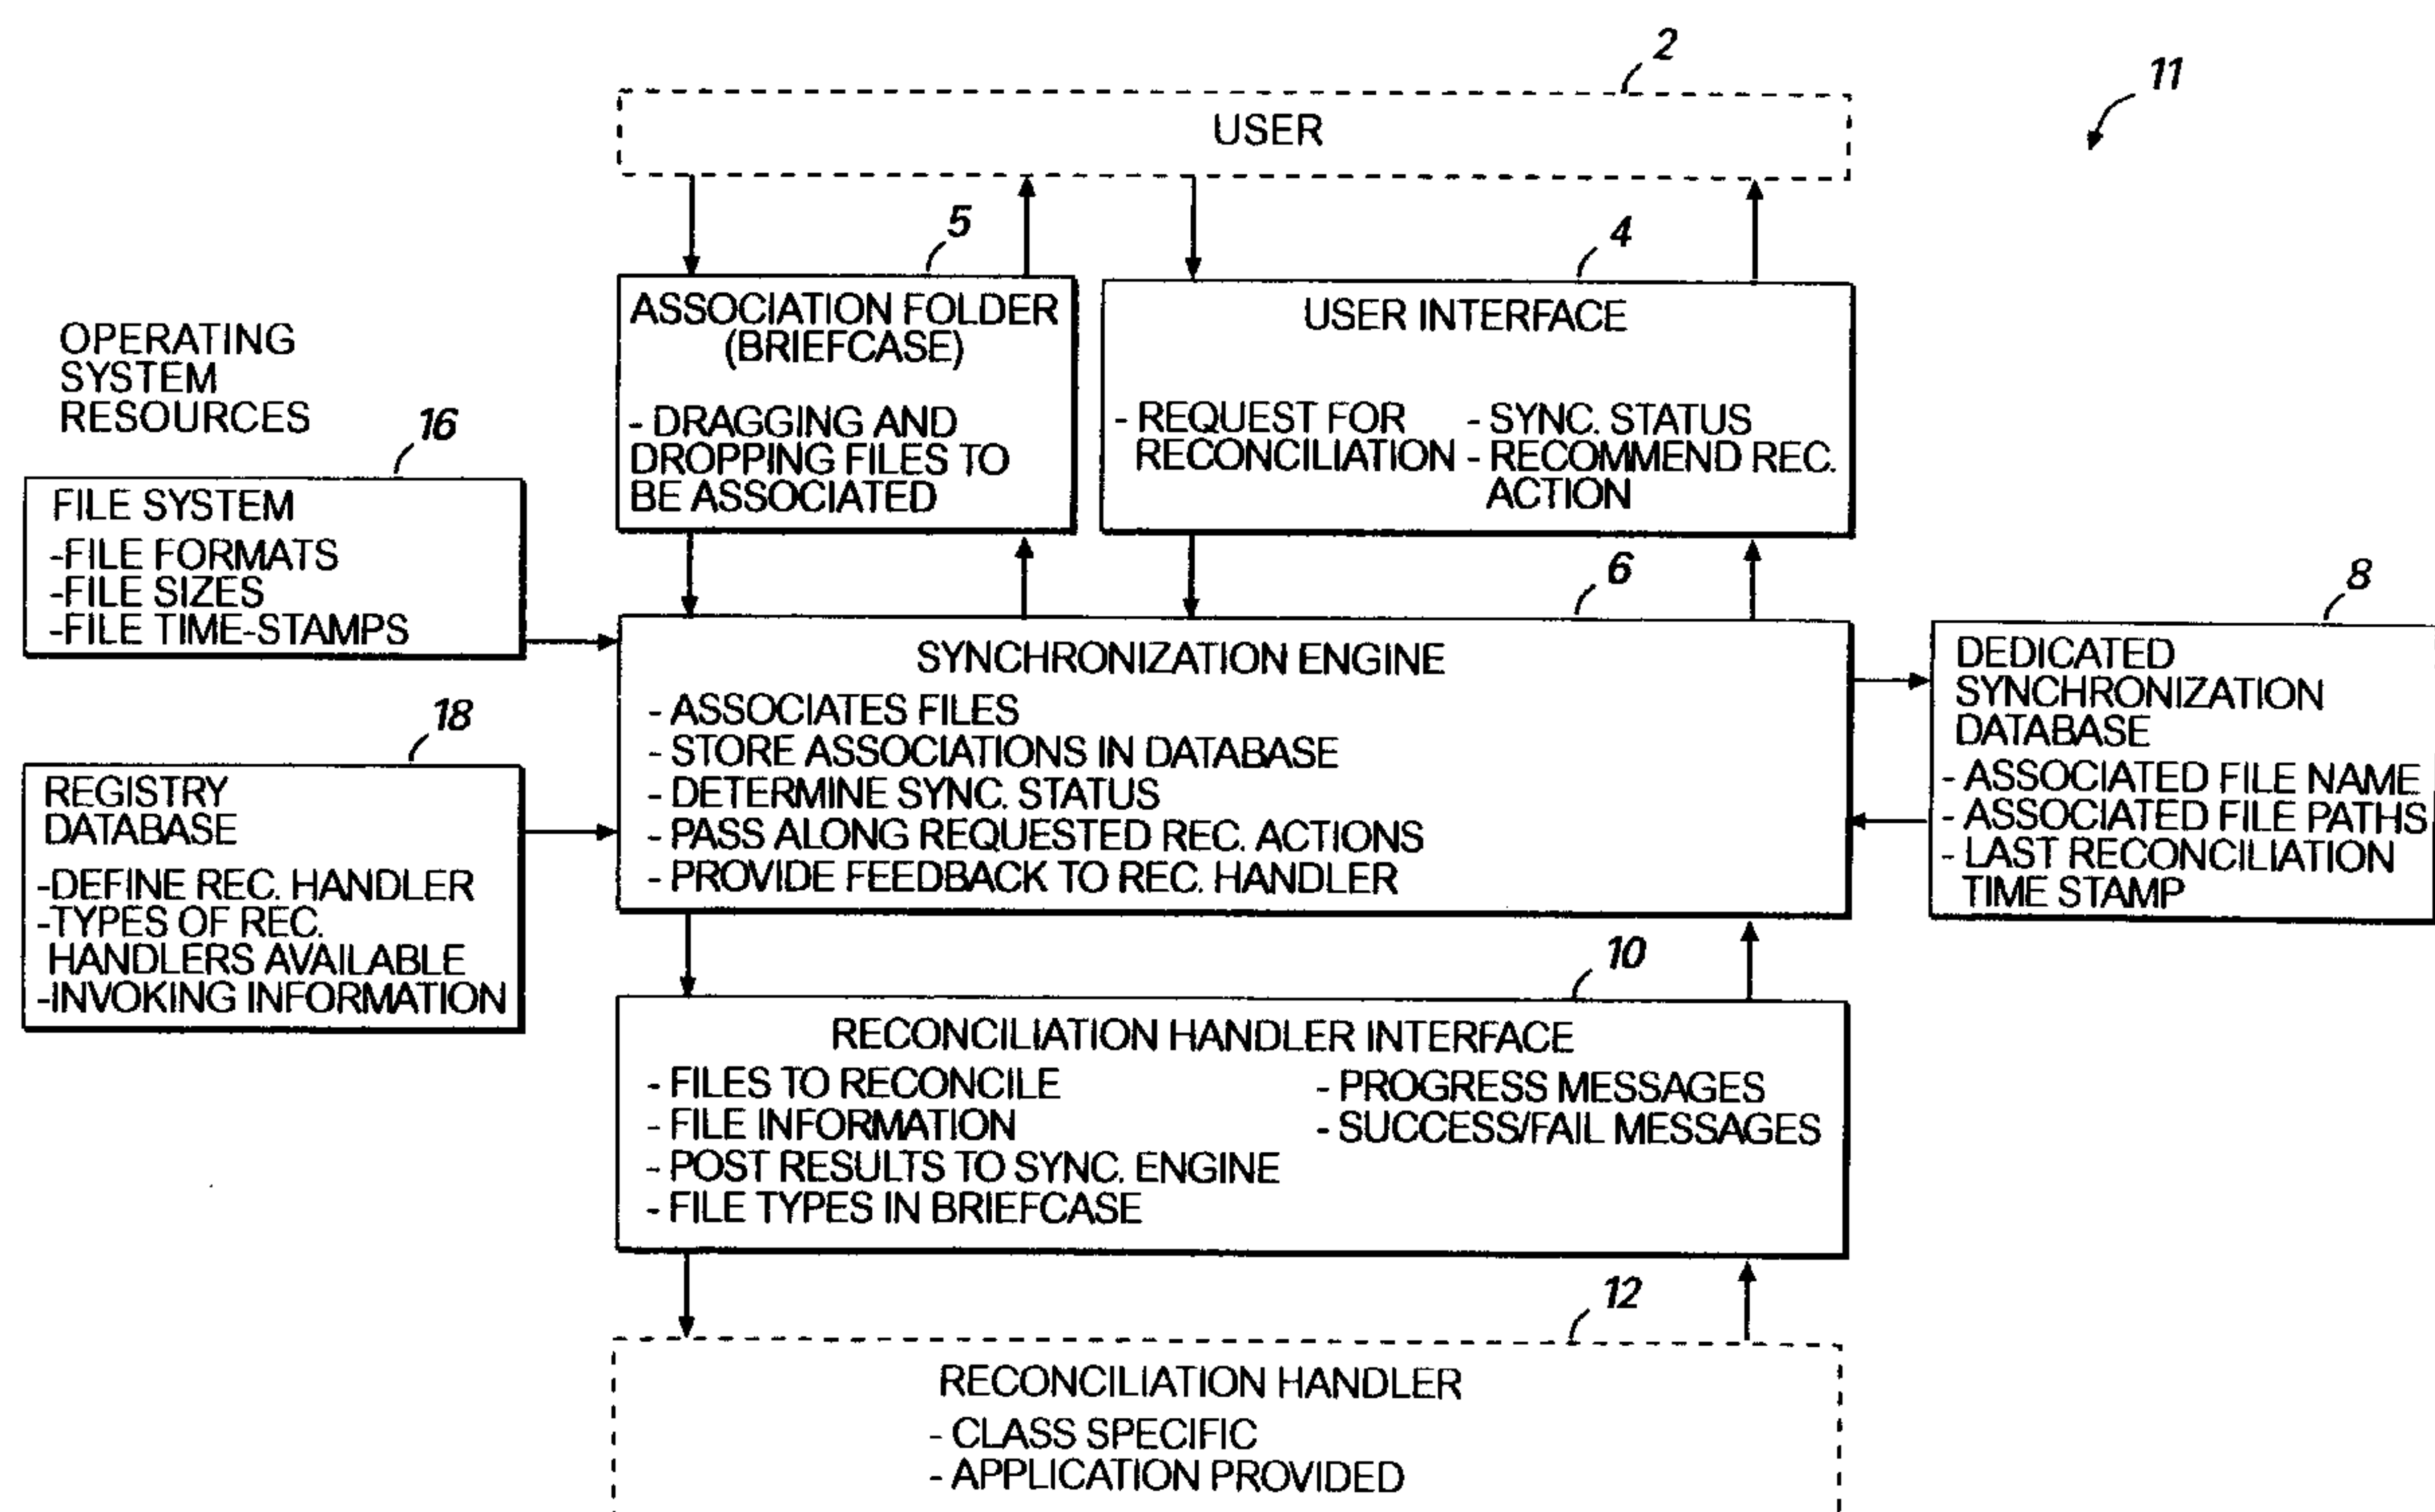 2
11
USER
5
4
ASSOCIATION FOLDER
(BRIEFCASE)
- DRAGGING AND
DROPPING FILES TO
BE ASSOCIATED
USER INTERFACE
- REQUEST FOR
RECONCILIATION
- SYNC. STATUS
- RECOMMEND REC.
ACTION
OPERATING
SYSTEM
RESOURCES
16
FILE SYSTEM
-FILE FORMATS
-FILE SIZES
-FILE TIME-STAMPS
18
REGISTRY
DATABASE
-DEFINE REC. HANDLER
-TYPES OF REC.
HANDLERS AVAILABLE
-INVOKING INFORMATION
6
SYNCHRONIZATION ENGINE
- ASSOCIATES FILES
- STORE ASSOCIATIONS IN DATABASE
- DETERMINE SYNC. STATUS
- PASS ALONG REQUESTED REC. ACTIONS
- PROVIDE FEEDBACK TO REC. HANDLER
8
DEDICATED
SYNCHRONIZATION
DATABASE
- ASSOCIATED FILE NAME
- ASSOCIATED FILE PATHS
- LAST RECONCILIATION
TIME STAMP
10
RECONCILIATION HANDLER INTERFACE
- FILES TO RECONCILE
- FILE INFORMATION
- POST RESULTS TO SYNC. ENGINE
- FILE TYPES IN BRIEFCASE
- PROGRESS MESSAGES
- SUCCESS/FAIL MESSAGES
12
RECONCILIATION HANDLER
- CLASS SPECIFIC
- APPLICATION PROVIDED